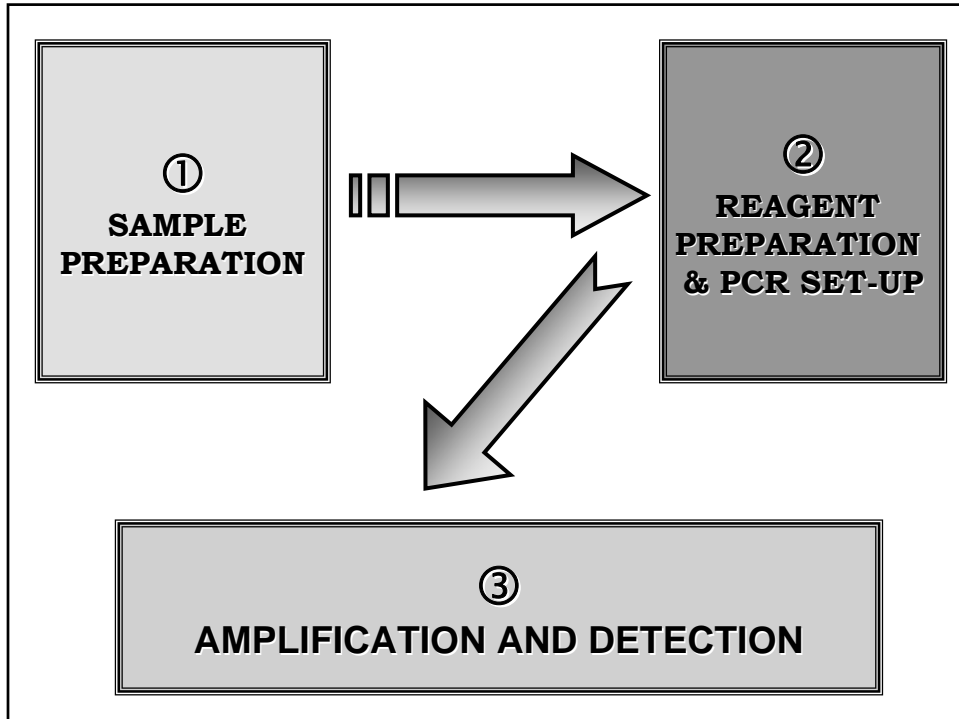 ①
SAMPLE
PREPARATION
②
REAGENT
PREPARATION
& PCR SET-UP
③
AMPLIFICATION AND DETECTION